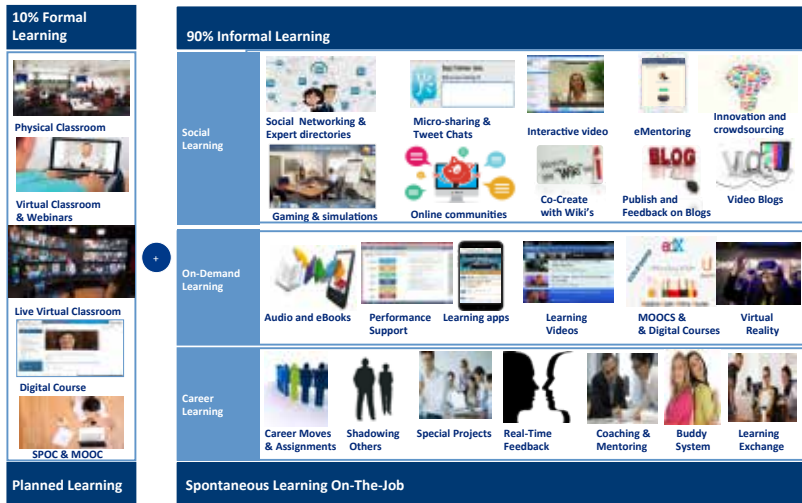 10% Formal
Learning
Physical Classroom
Virtual Classroom
& Webinars
Live Virtual Classroom
Digital Course
SPOC & MOOC
Planned Learning
+
90% Informal Learning
Social
Learning
Social Networking &
Expert directories
Micro-sharing &
Tweet Chats
Interactive video
eMentoring
Innovation and
crowdsourcing
Gaming & simulations
Online communities
Co-Create
with Wiki's
BLOG
Publish and
Feedback on Blogs
Video Blogs
On-Demand
Learning
Audio and eBooks
Performance
Support
Learning apps
Learning
Videos
edX
MOOCS &
& Digital Courses
Virtual
Reality
Career
Learning
Career Moves
& Assignments
Shadowing
Others
Special Projects
Real-Time
Feedback
Coaching &
Mentoring
Buddy
System
Learning
Exchange
Spontaneous Learning On-The-Job